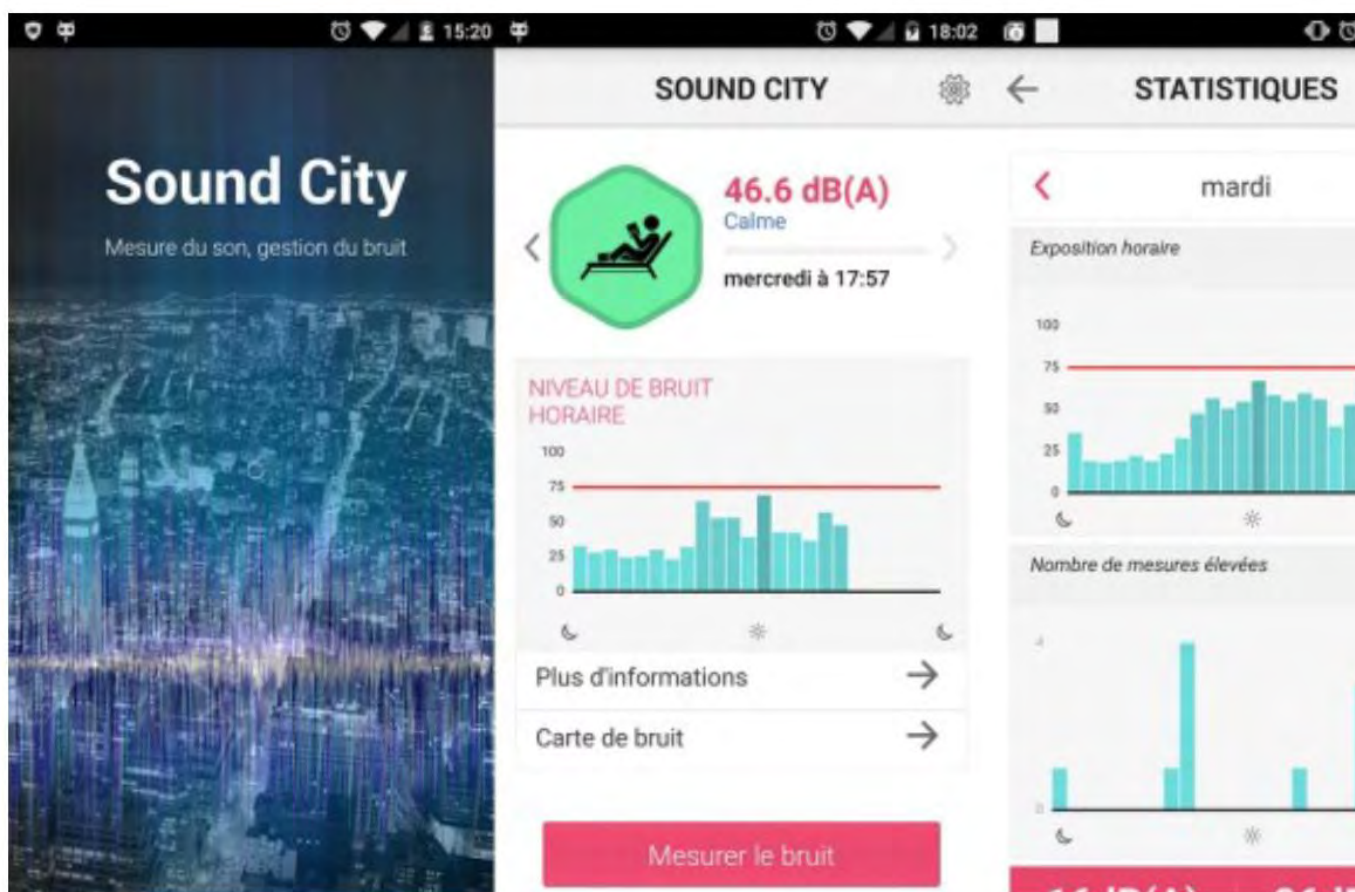 15:20
Sound City
Mesure du son, gestion du bruit
18:02
SOUND CITY
46.6 dB(A)
Calme
mercredi à 17:57
NIVEAU DE BRUIT
HORAIRE
100
75
50
25
0
Plus d'informations
Carte de bruit
Mesurer le bruit
STATISTIQUES
mardi
Exposition horaire
100
75
50
25
0
Nombre de mesures élevées
4
0